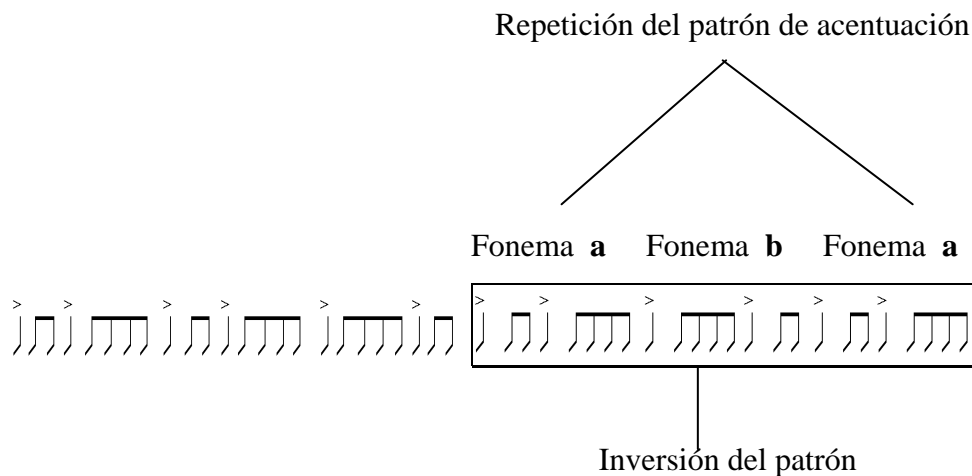 Repetición del patrón de acentuación
Fonema a Fonema b Fonema a
Inversión del patrón